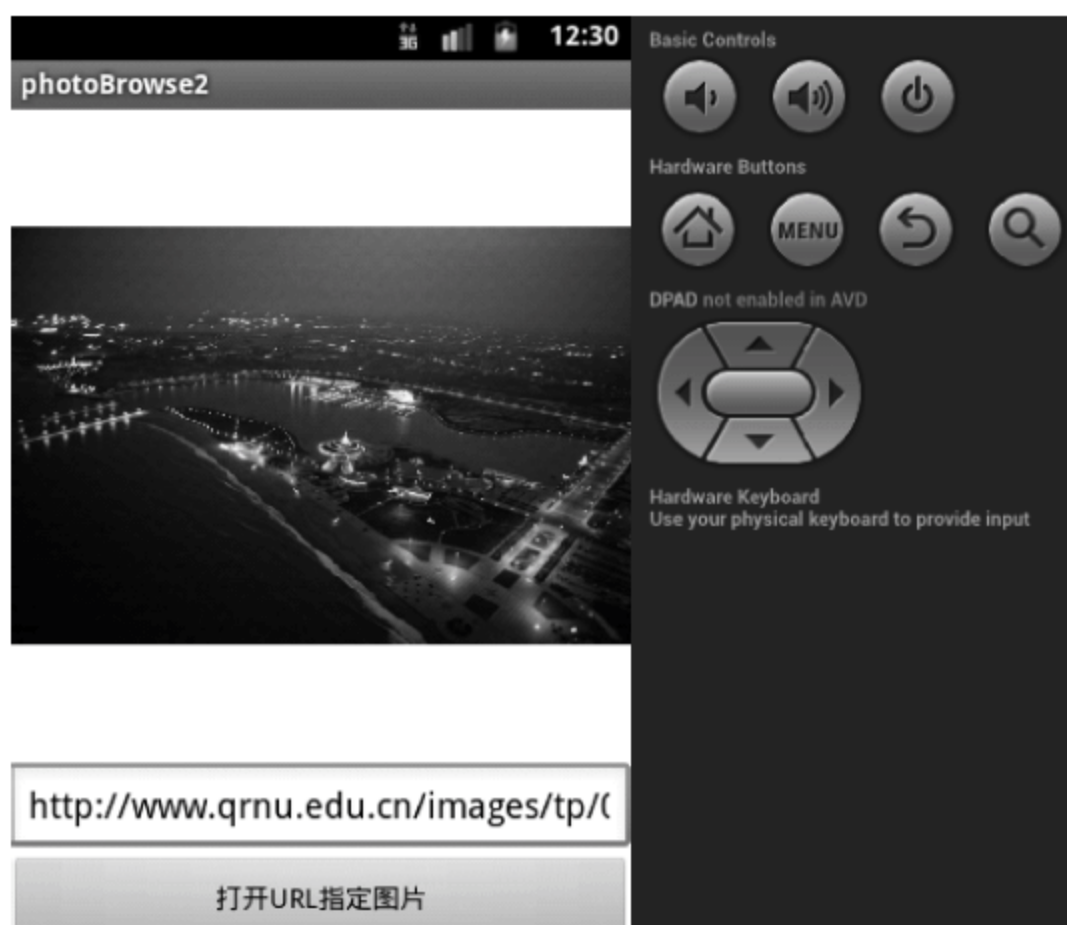 3G
12:30
photoBrowse2
http://www.qrnu.edu.cn/images/tp/
打开URL指定图片
Basic Controls
Hardware Buttons
MENU
DPAD not enabled in AVD
Hardware Keyboard
Use your physical keyboard to provide input